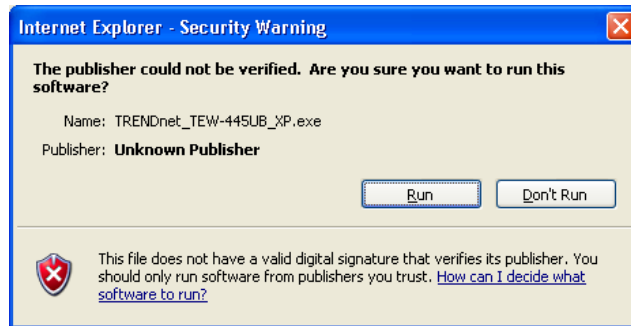 Internet Explorer - Security Warning
The publisher could not be verified. Are you sure you want to run this
software?
Name: TRENDnet_TEW-445UB_XP.exe
Publisher: Unknown Publisher
Run Don't Run
This file does not have a valid digital signature that verifies its publisher. You
should only run software from publishers you trust. How can I decide what
software to run?